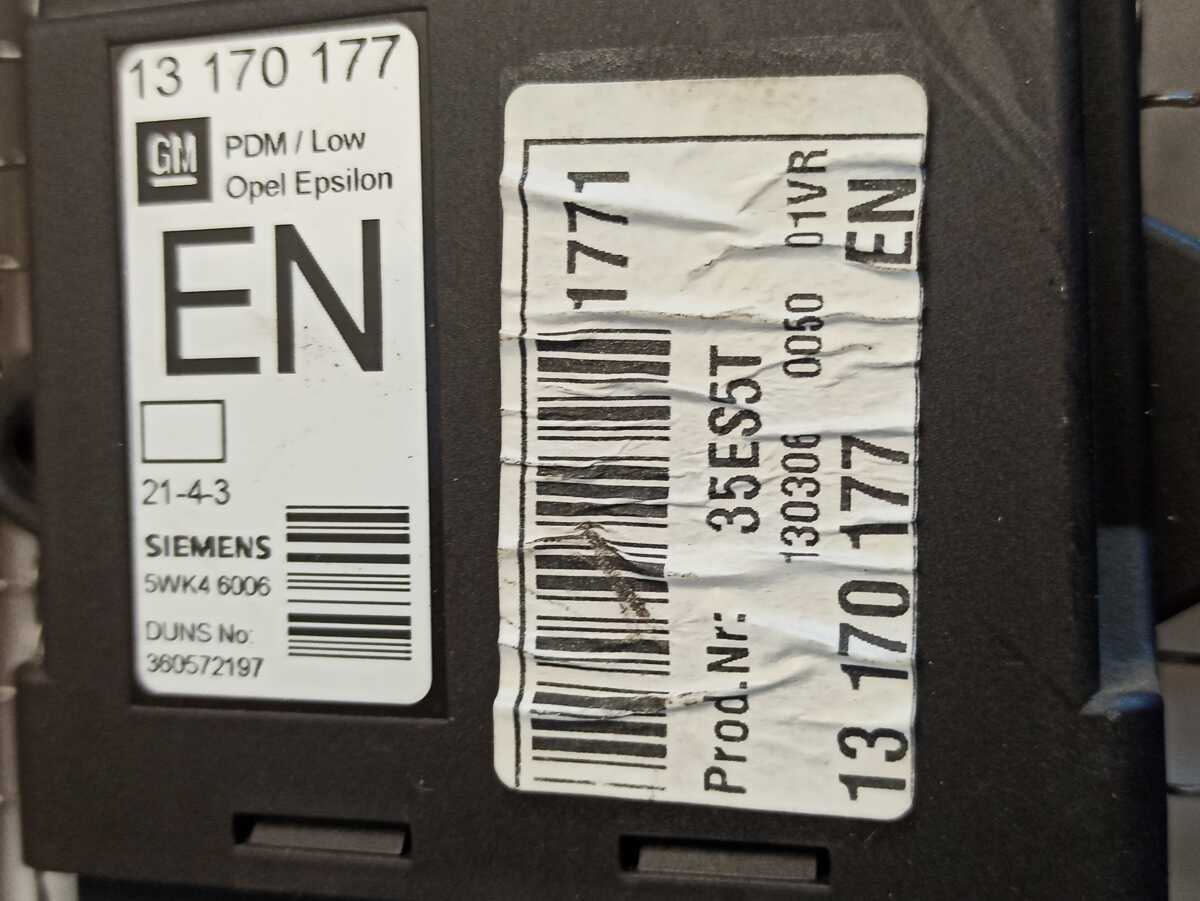 13 170 177
GM
PDM / Low
Opel Epsilon
EN
21-4-3
SIEMENS
5WK4 6006
DUNS No:
360572197
1771
Prod.Nr.: 35ES5T
130306 0050 01VR
13 170 177 EN